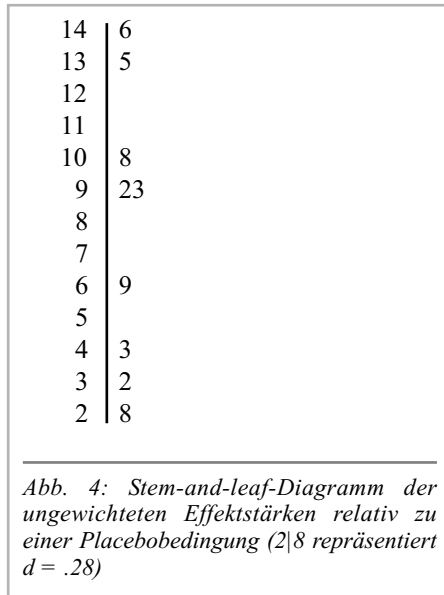 14 | 6
13 | 5
12 |
11 |
10 | 8
9 | 23
8 |
7 |
6 | 9
5 |
4 | 3
3 | 2
2 | 8
Abb. 4: Stem-and-leaf-Diagramm der
ungewichteten Effektstärken relativ zu
einer Placebobedingung (2|8 repräsentiert
d = .28)